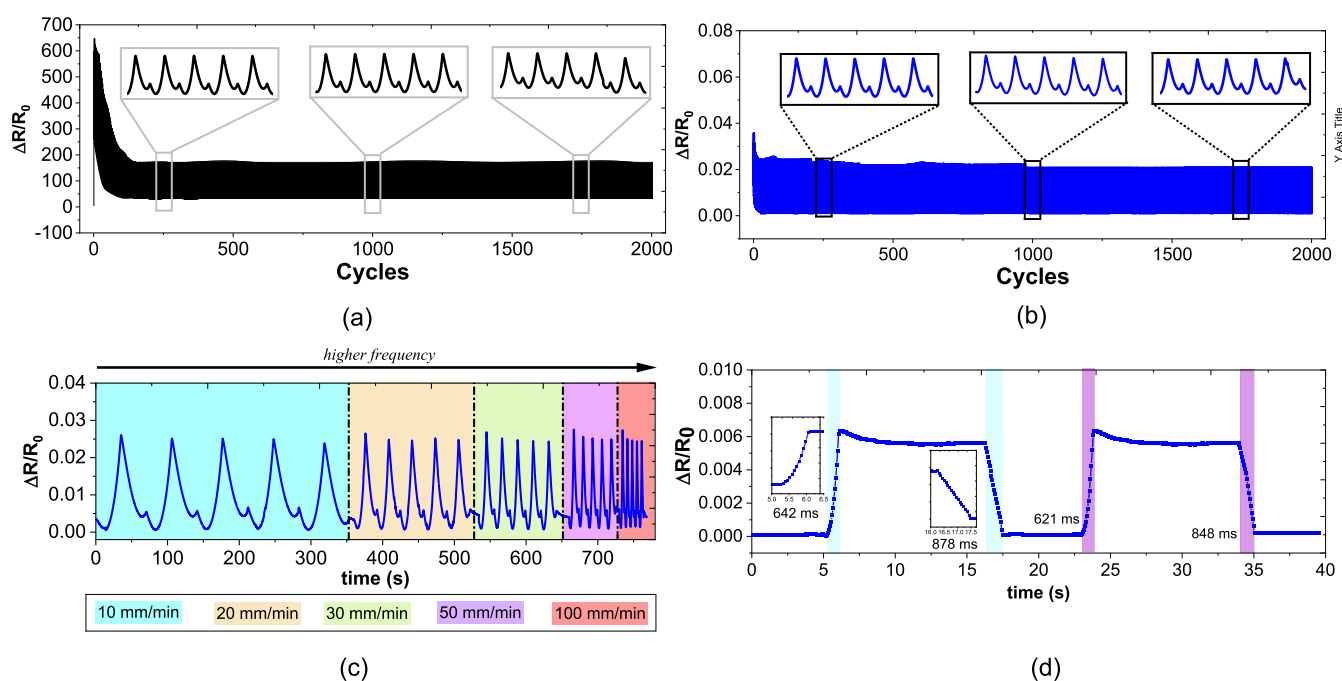 700
600
500
400
300
200
100
0
-100
ΔR/R0
0
500
1000
1500
2000
Cycles
(a)
0.08
0.06
0.04
0.02
0.00
ΔR/R0
Y Axis Title
0
500
1000
1500
2000
Cycles
(b)
higher frequency
0.04
0.03
0.02
0.01
0.00
ΔR/R0
0
100
200
300
400
500
600
700
time (s)
10 mm/min
20 mm/min
30 mm/min
50 mm/min
100 mm/min
(c)
0.010
0.008
0.006
0.004
0.002
0.000
ΔR/R0
5.0 5.5 6.0 6.5
642 ms
16.0 16.5 17.0 17.5
878 ms
621 ms
848 ms
0
5
10
15
20
25
30
35
40
time (s)
(d)